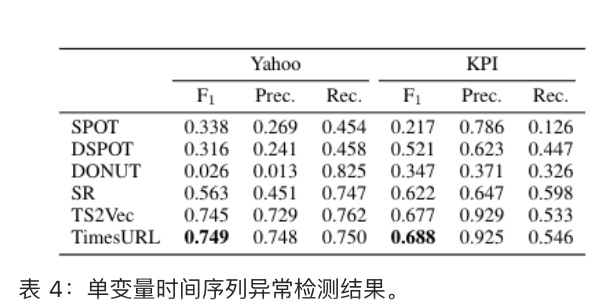 Yahoo KPI
F1 Prec. Rec. F1 Prec. Rec.
SPOT 0.338 0.269 0.454 0.217 0.786 0.126
DSPOT 0.316 0.241 0.458 0.521 0.623 0.447
DONUT 0.026 0.013 0.825 0.347 0.371 0.326
SR 0.563 0.451 0.747 0.622 0.647 0.598
TS2Vec 0.745 0.729 0.762 0.677 0.929 0.533
TimesURL 0.749 0.748 0.750 0.688 0.925 0.546
表 4：单变量时间序列异常检测结果。